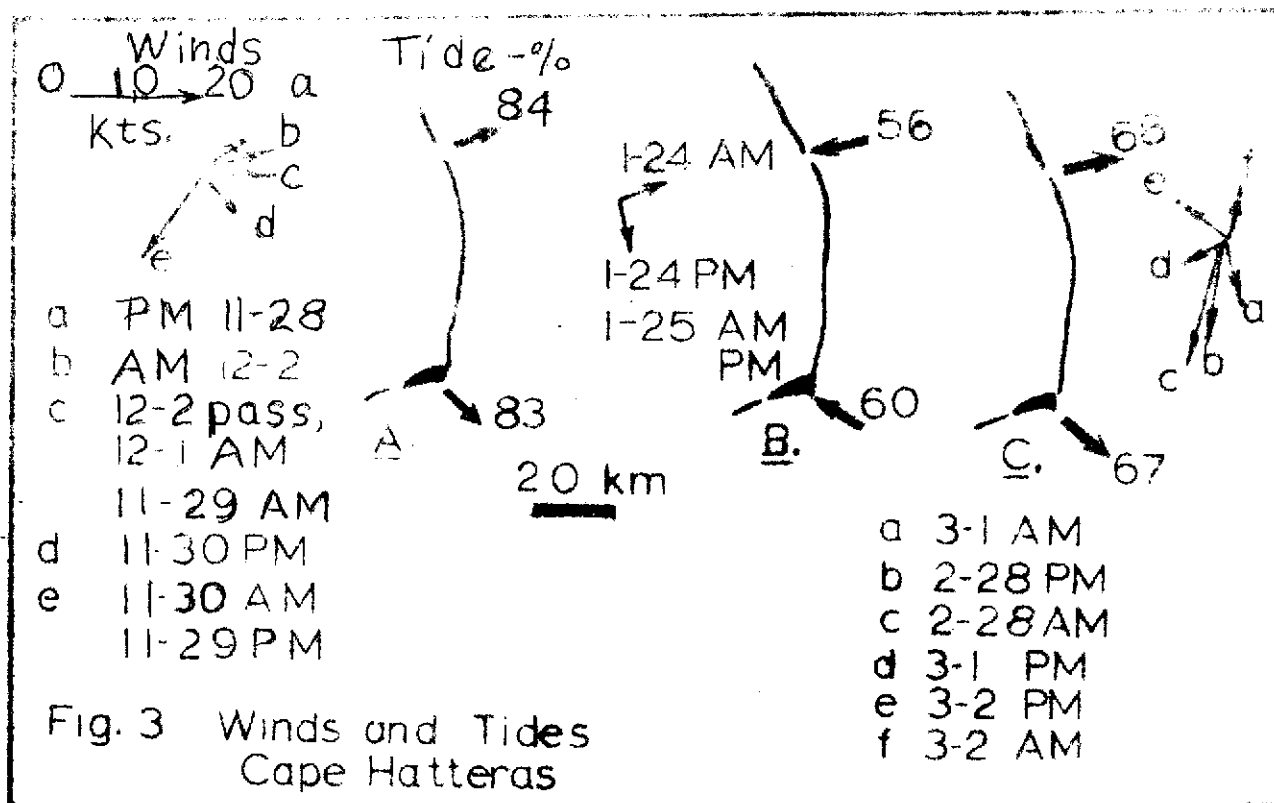 Winds
0 10 20 a
Kts.
b
c
d
e
a PM 11-28
b AM 12-2
c 12-2 pass,
12-1 AM
11-29 AM
d 11-30 PM
e 11-30 AM
11-29 PM
Tide-%
84
83
A.
20 km
1-24 AM
1-24 PM
1-25 AM
PM
56
60
B.
66
67
C.
e
d
c
b
a
a 3-1 AM
b 2-28 PM
c 2-28 AM
d 3-1 PM
e 3-2 PM
f 3-2 AM
Fig. 3 Winds and Tides
Cape Hatteras